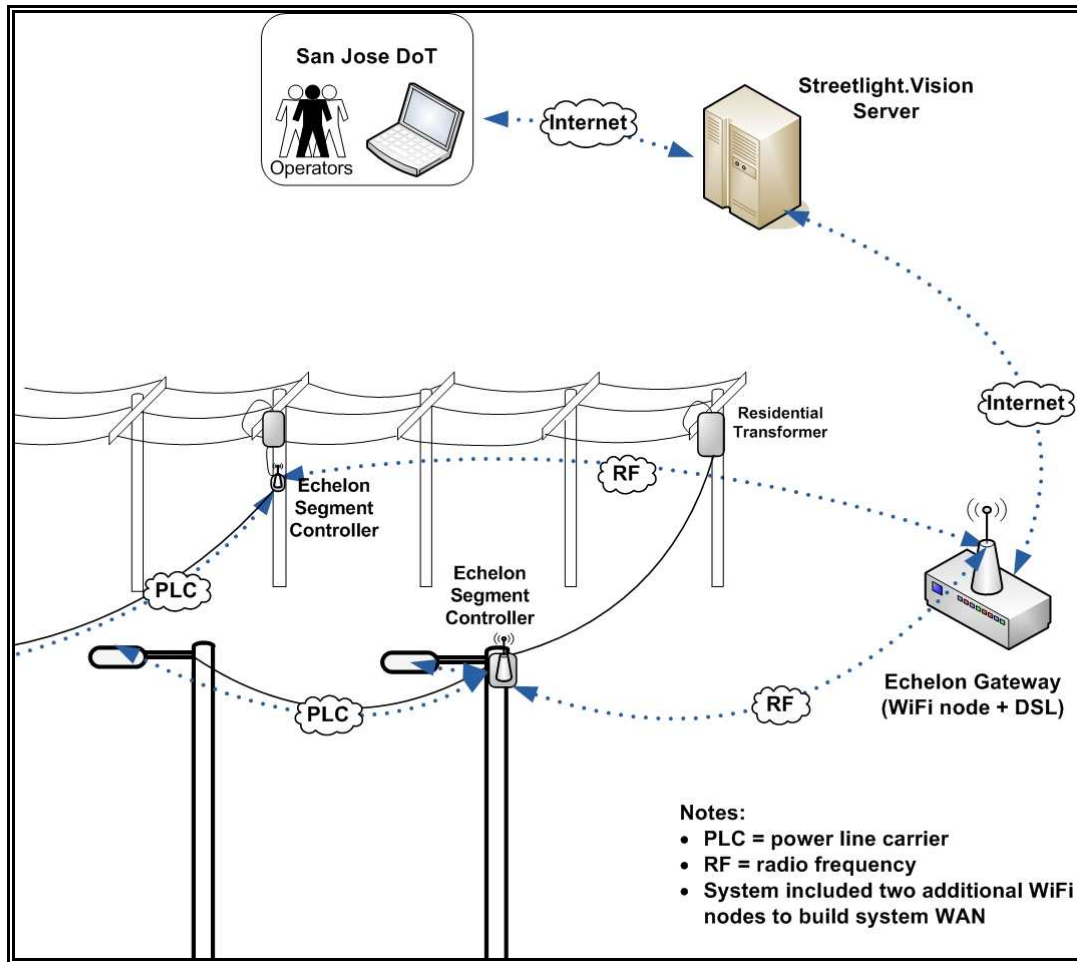 San Jose DoT
Operators
Internet
Streetlight.Vision
Server
Internet
Residential
Transformer
RF
Echelon
Segment
Controller
PLC
Echelon
Segment
Controller
PLC
RF
Echelon Gateway
(WiFi node + DSL)
Notes:
• PLC = power line carrier
• RF = radio frequency
• System included two additional WiFi
nodes to build system WAN